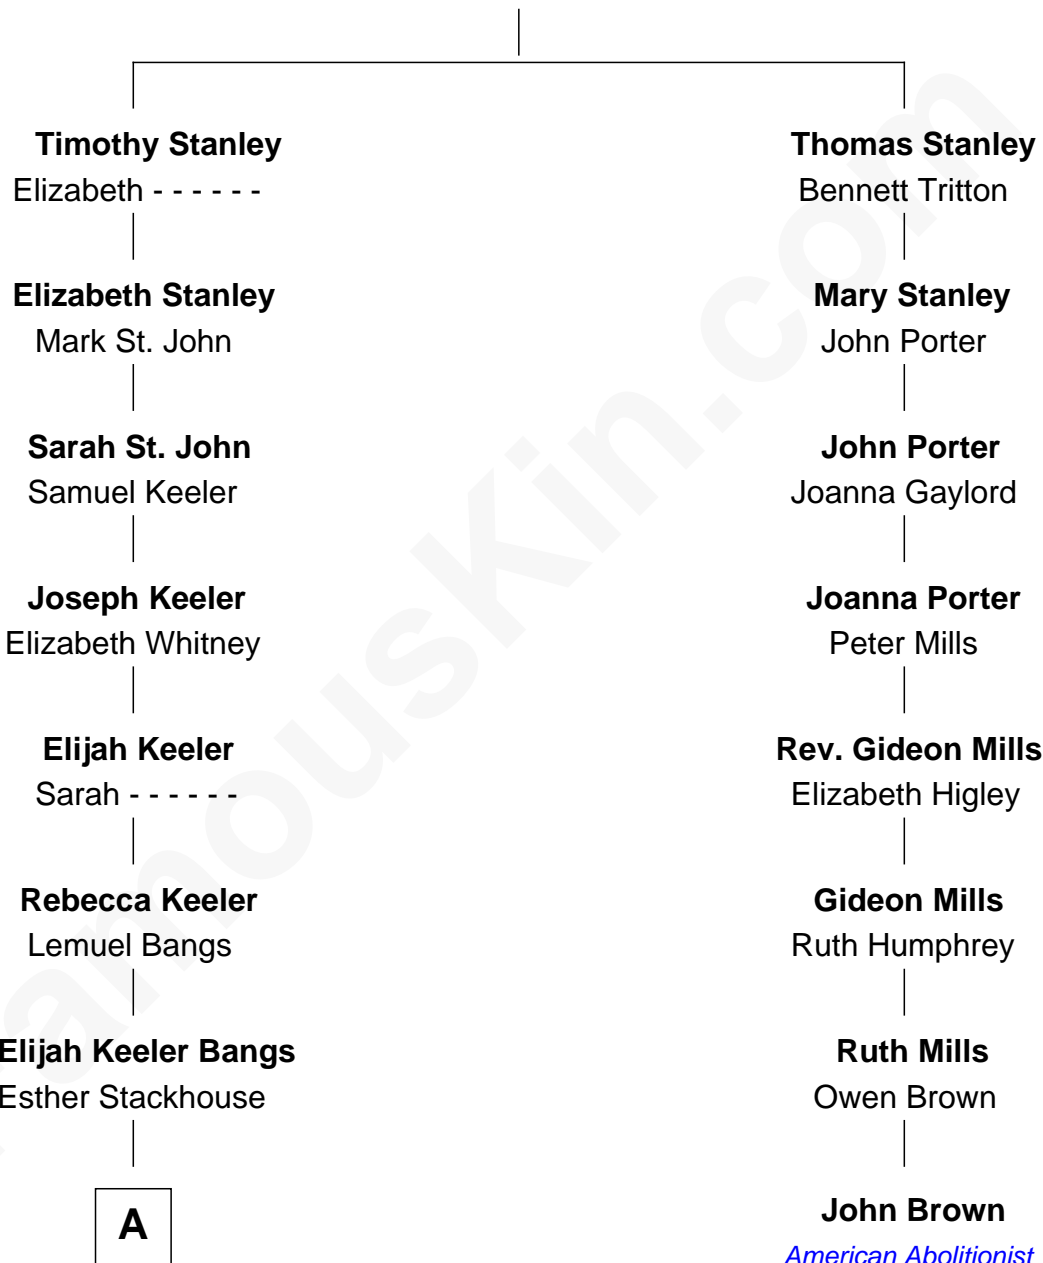 Timothy Stanley
Elizabeth - - - - - -
Elizabeth Stanley
Mark St. John
Sarah St. John
Samuel Keeler
Joseph Keeler
Elizabeth Whitney
Elijah Keeler
Sarah - - - - - -
Rebecca Keeler
Lemuel Bangs
Elijah Keeler Bangs
Esther Stackhouse
A
Thomas Stanley
Bennett Tritton
Mary Stanley
John Porter
John Porter
Joanna Gaylord
Joanna Porter
Peter Mills
Rev. Gideon Mills
Elizabeth Higley
Gideon Mills
Ruth Humphrey
Ruth Mills
Owen Brown
John Brown
American Abolitionist
FamousKin.com